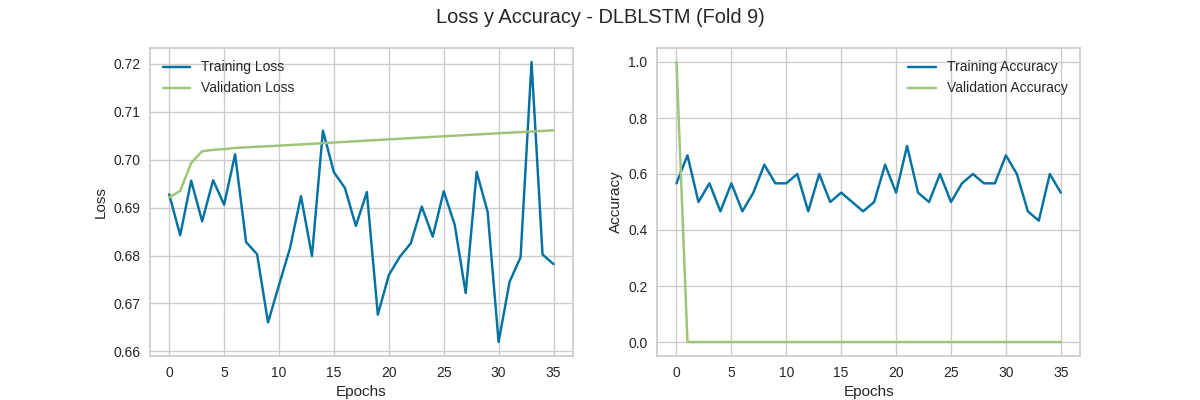 Loss y Accuracy - DLBLSTM (Fold 9)
Training Loss
Validation Loss
0.72
0.71
0.70
0.69
0.68
0.67
0.66
Loss
0 5 10 15 20 25 30 35
Epochs
Training Accuracy
Validation Accuracy
1.0
0.8
0.6
0.4
0.2
0.0
Accuracy
0 5 10 15 20 25 30 35
Epochs